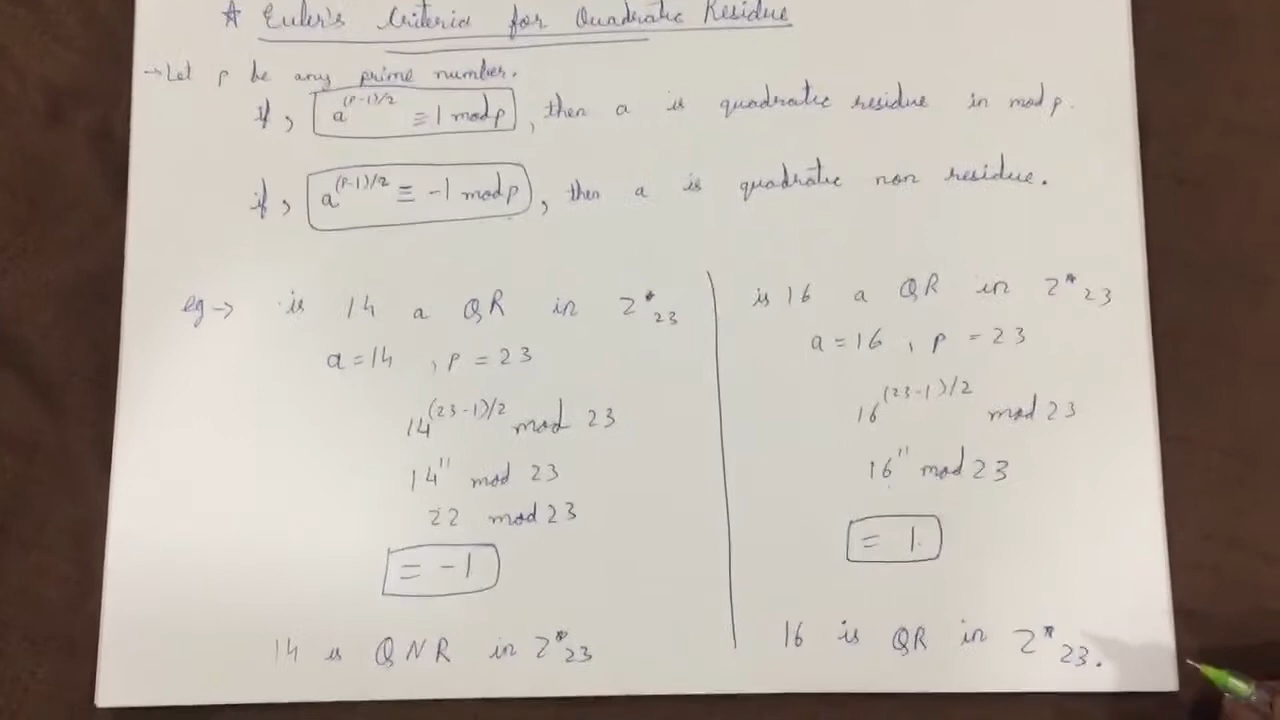 ☆ Euler's Criteria for Quadratic Residue
→ Let p be any prime number.
if, a^(P-1)/2 ≡ 1 mod p, then a is quadratic residue in mod p.
if, a^(P-1)/2 ≡ -1 mod p, then a is quadratic non residue.
eg → is 14 a QR in Z*23
a = 14 , p = 23
14^(23-1)/2 mod 23
14^11 mod 23
22 mod 23
= -1
14 is QNR in Z*23
is 16 a QR in Z*23
a = 16 , p = 23
16^(23-1)/2 mod 23
16^11 mod 23
= 1.
16 is QR in Z*23.